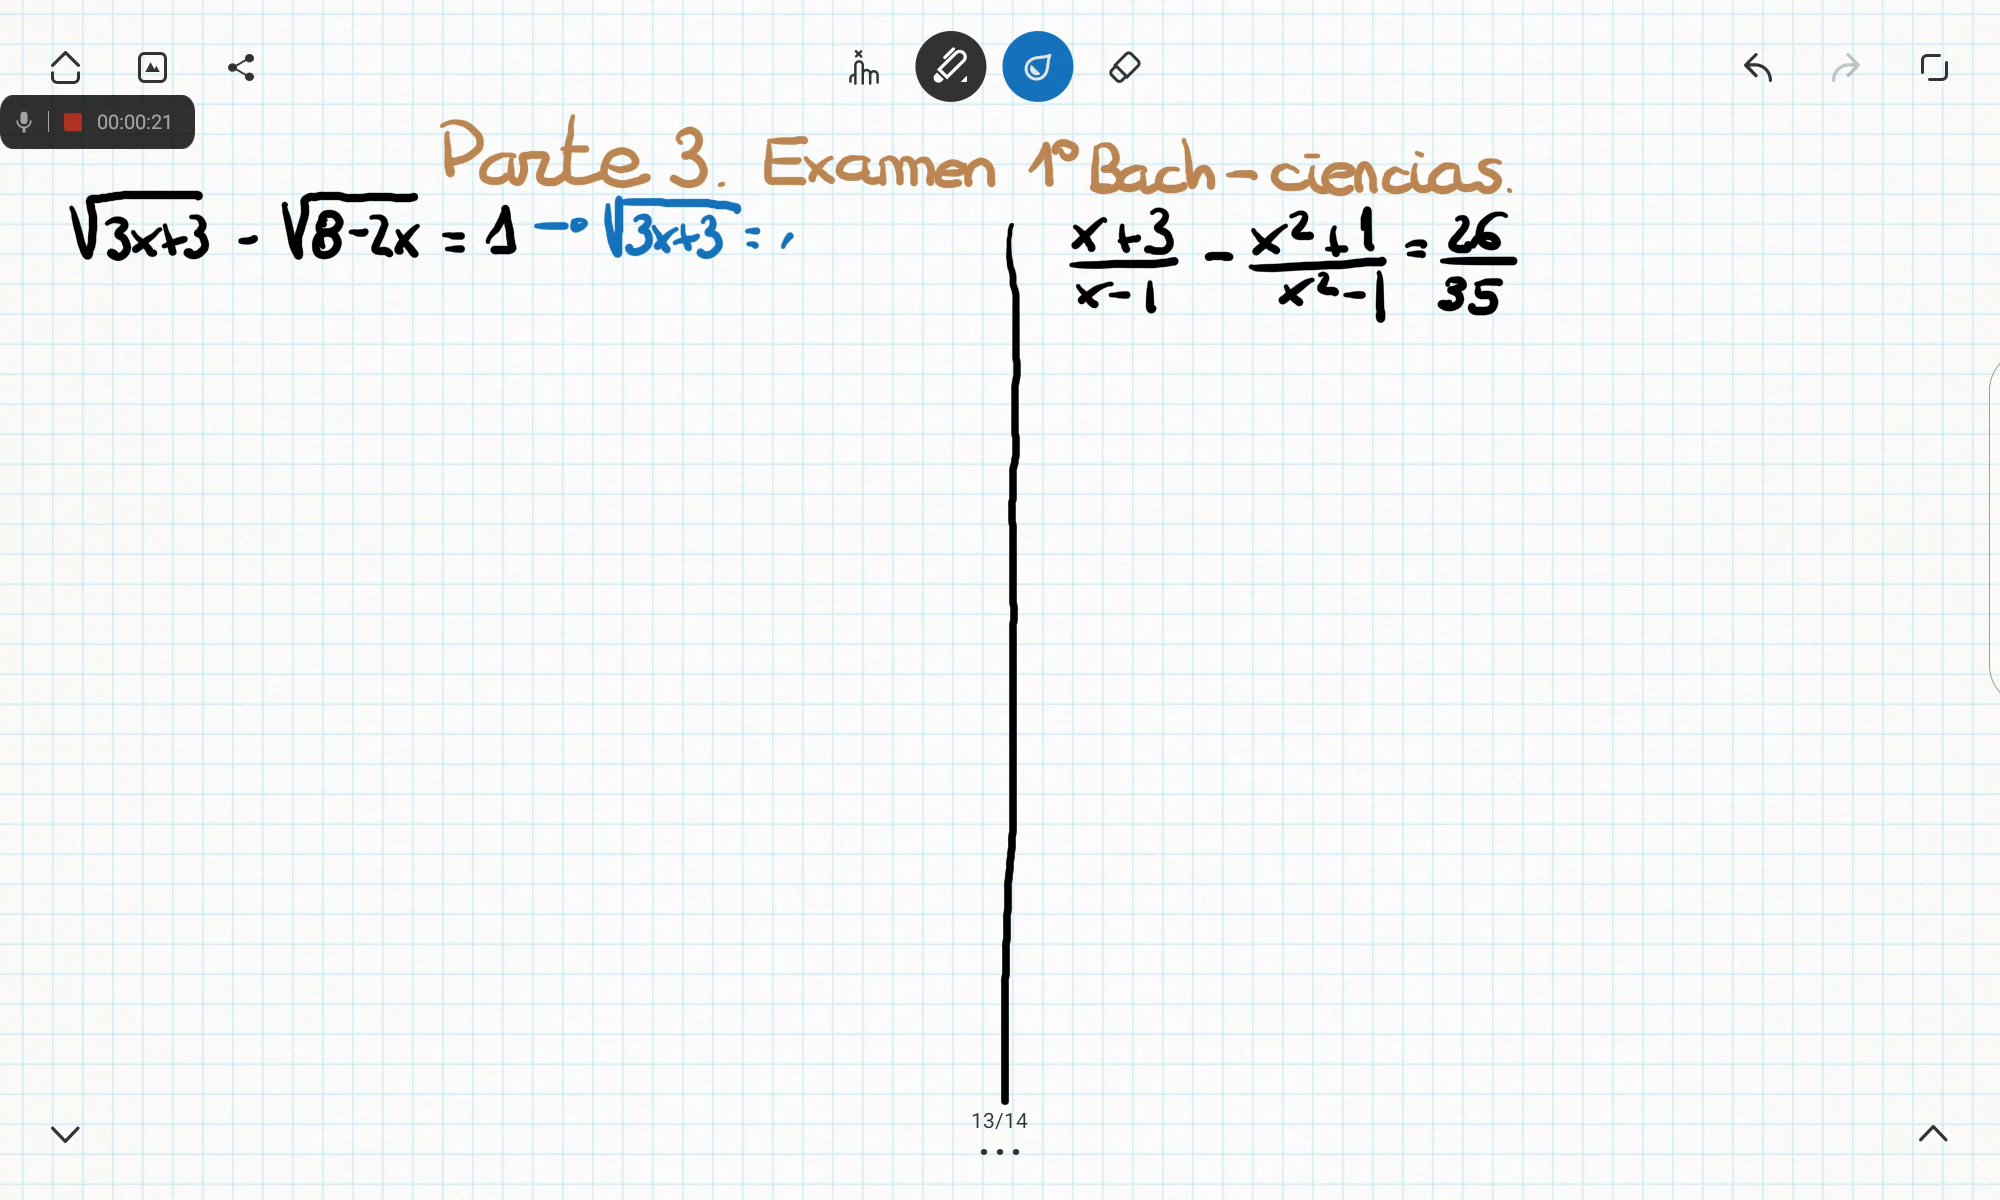 00:00:21
Parte 3. Examen 1º Bach-ciencias.
√3x+3 - √8-2x = 1 → √3x+3 =
x+3/x-1 - x²+1/x²-1 = 26/35
13/14